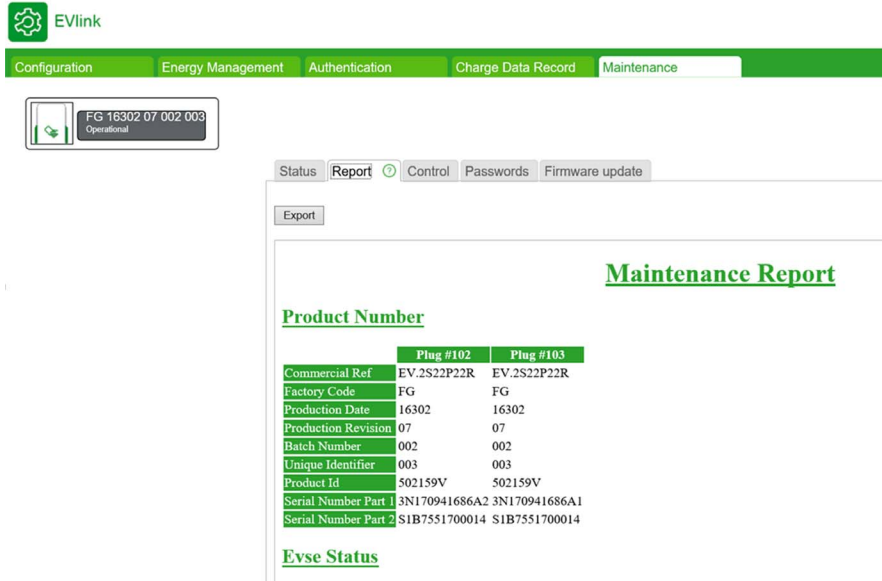 EVlink
Configuration Energy Management Authentication Charge Data Record Maintenance
FG 16302 07 002 003
Operational
Status Report ? Control Passwords Firmware update
Export
Maintenance Report
Product Number
Plug #102 Plug #103
Commercial Ref EV.2S22P22R EV.2S22P22R
Factory Code FG FG
Production Date 16302 16302
Production Revision 07 07
Batch Number 002 002
Unique Identifier 003 003
Product Id 502159V 502159V
Serial Number Part 1 3N170941686A2 3N170941686A1
Serial Number Part 2 S1B7551700014 S1B7551700014
Evse Status